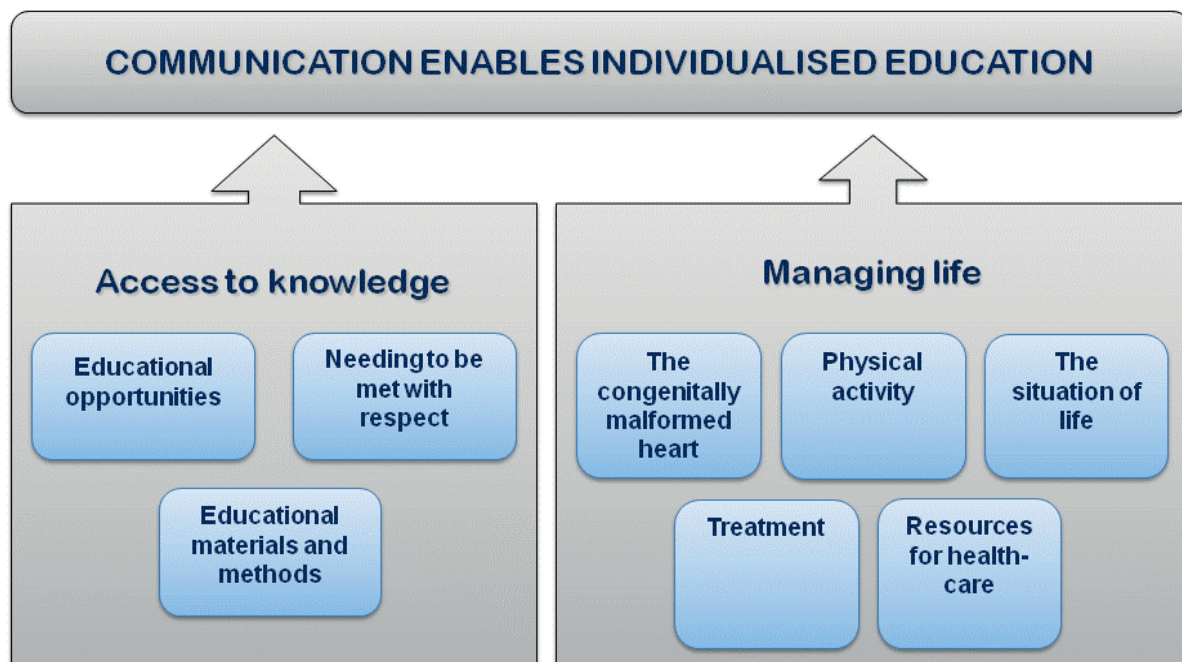 COMMUNICATION ENABLES INDIVIDUALISED EDUCATION
Access to knowledge
Educational
opportunities
Needing to be
met with
respect
Educational
materials and
methods
Managing life
The
congenitally
malformed
heart
Physical
activity
The
situation of
life
Treatment
Resources
for health-
care